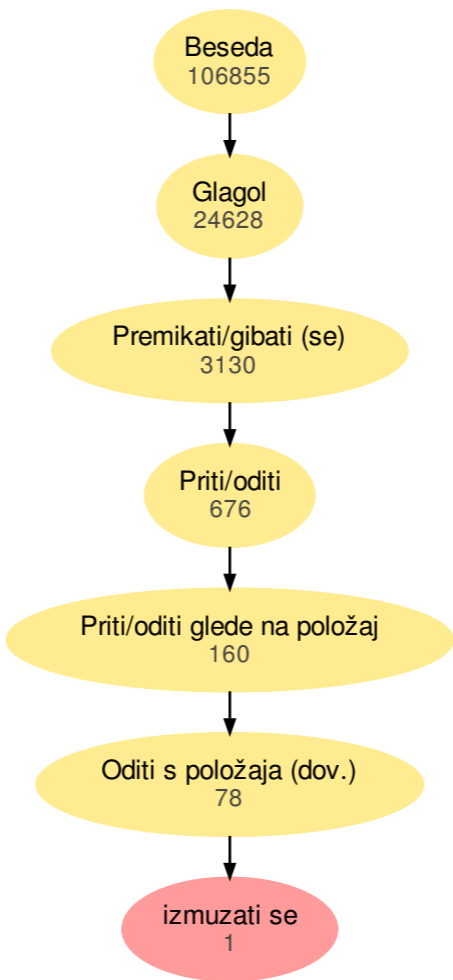 Beseda
106855
Glagol
24628
Premikati/gibati (se)
3130
Priti/oditi
676
Priti/oditi glede na položaj
160
Oditi s položaja (dov.)
78
izmuzati se
1